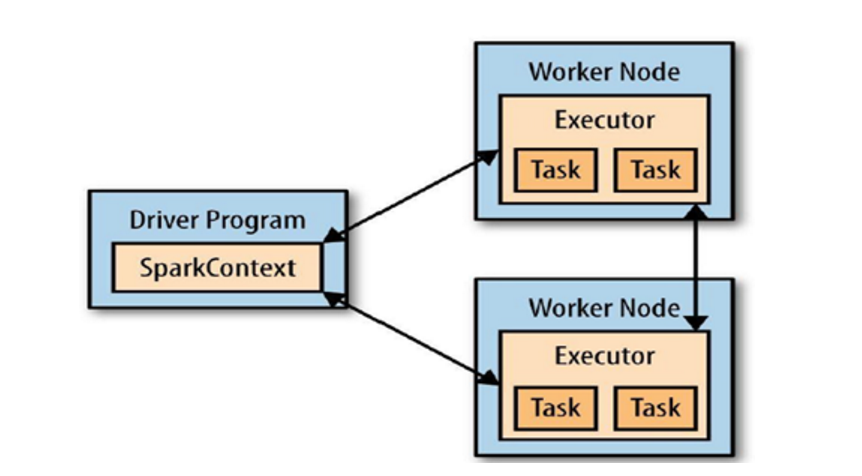 Worker Node
Executor
Task Task
Driver Program
SparkContext
Worker Node
Executor
Task Task